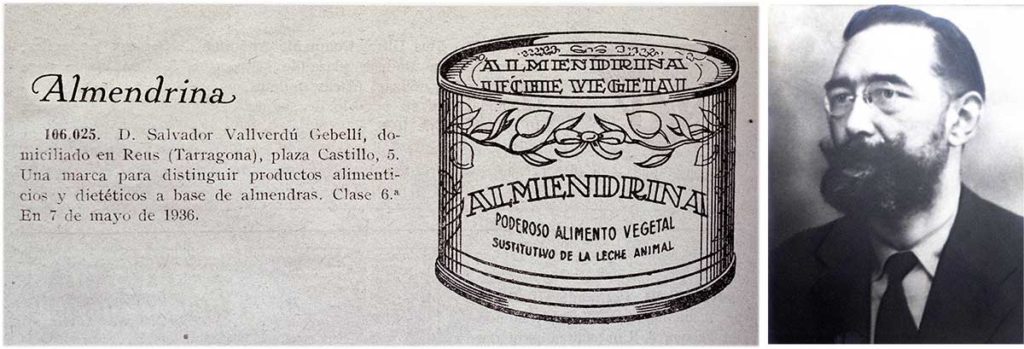 Almendrina
106.025. D. Salvador Vallverdú Gebellí, do-
miciliado en Reus (Tarragona), plaza Castillo, 5.
Una marca para distinguir productos alimenti-
cios y dietéticos a base de almendras. Clase 6.ª
En 7 de mayo de 1936.
ALMENDRINA
LECHE VEGETAL
ALMENDRINA
PODEROSO ALIMENTO VEGETAL
SUSTITUTIVO DE LA LECHE ANIMAL